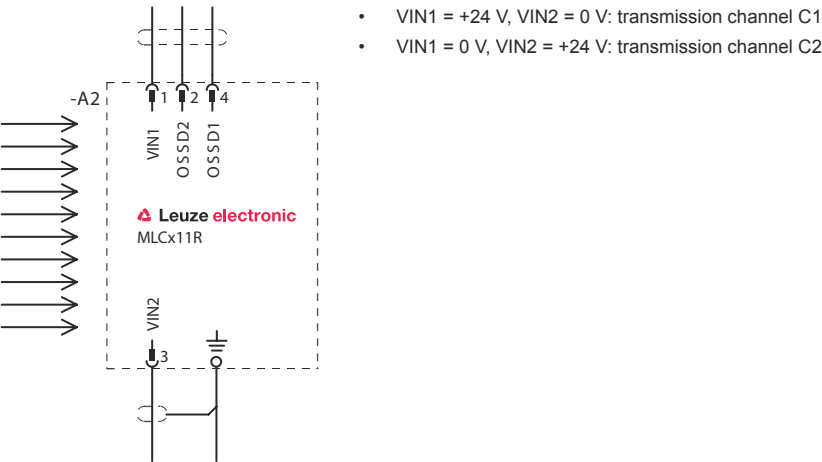 • VIN1 = +24 V, VIN2 = 0 V: transmission channel C1
• VIN1 = 0 V, VIN2 = +24 V: transmission channel C2
-A2
1 2 4
VIN1
OSSD2
OSSD1
Leuze electronic
MLCx11R
VIN2
3